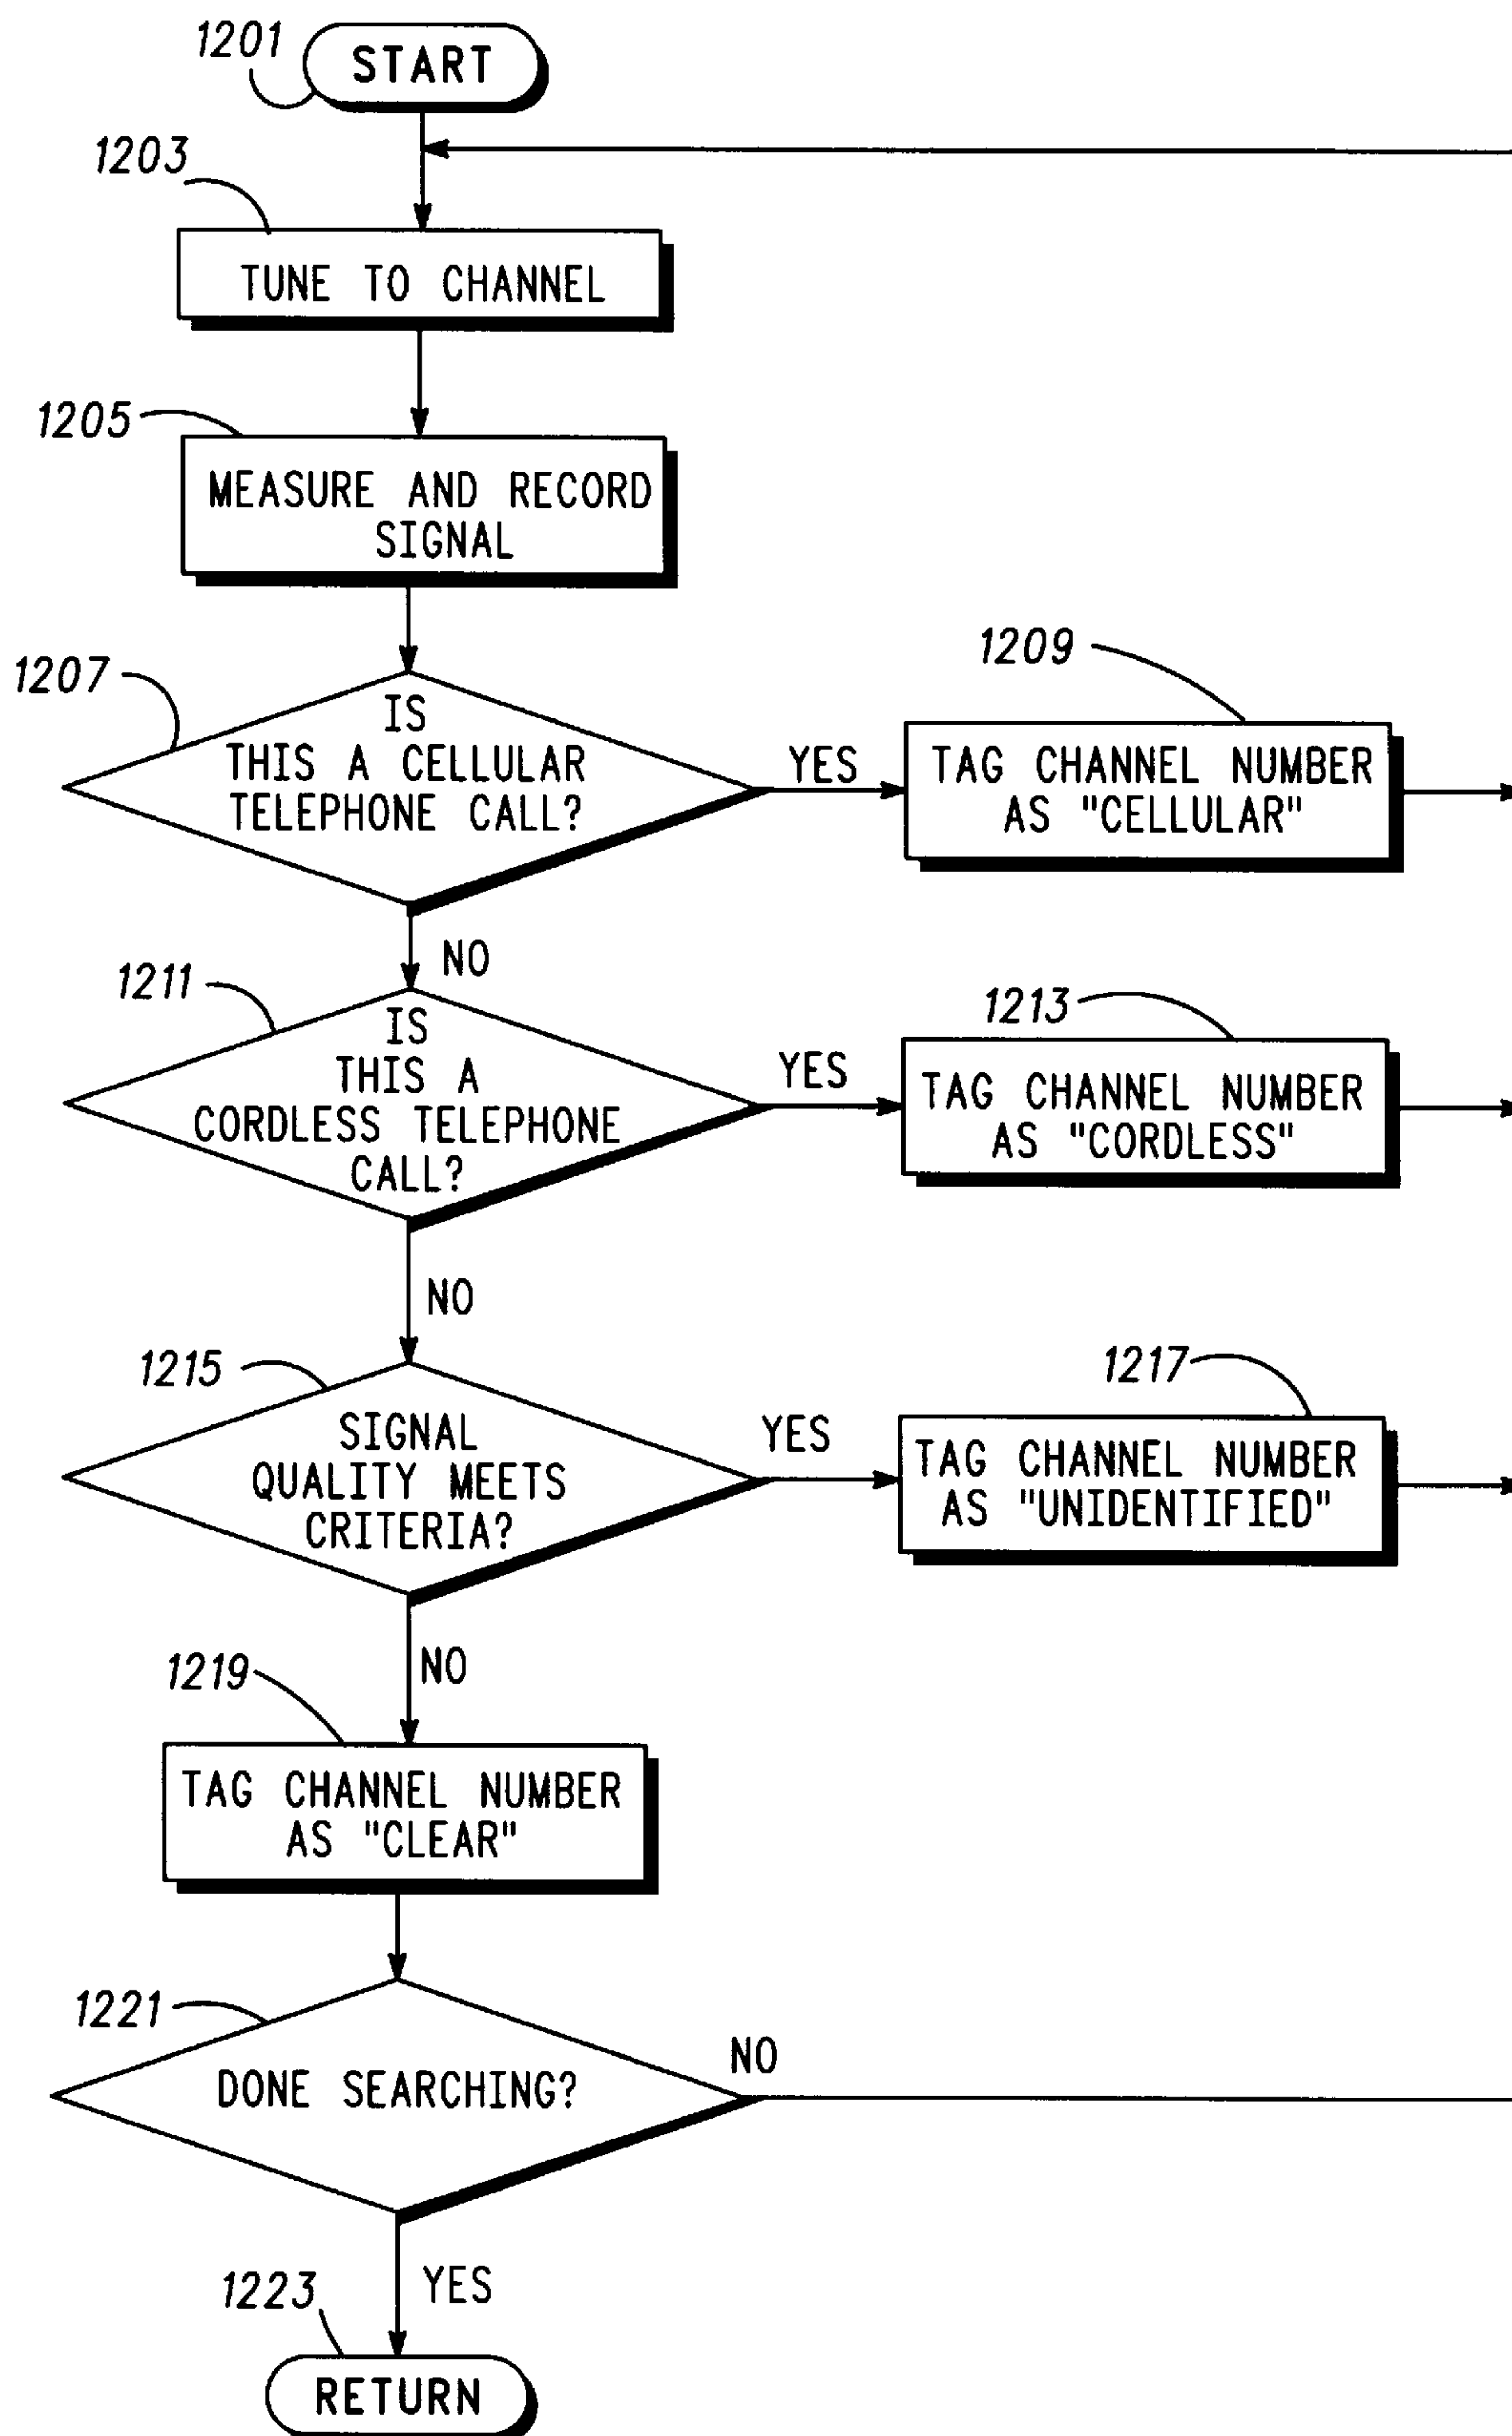 1201
START
1203
TUNE TO CHANNEL
1205
MEASURE AND RECORD
SIGNAL
1207
IS
THIS A CELLULAR
TELEPHONE CALL?
YES
1209
TAG CHANNEL NUMBER
AS "CELLULAR"
NO
1211
IS
THIS A
CORDLESS TELEPHONE
CALL?
YES
1213
TAG CHANNEL NUMBER
AS "CORDLESS"
NO
1215
SIGNAL
QUALITY MEETS
CRITERIA?
YES
1217
TAG CHANNEL NUMBER
AS "UNIDENTIFIED"
NO
1219
TAG CHANNEL NUMBER
AS "CLEAR"
1221
DONE SEARCHING?
NO
YES
1223
RETURN